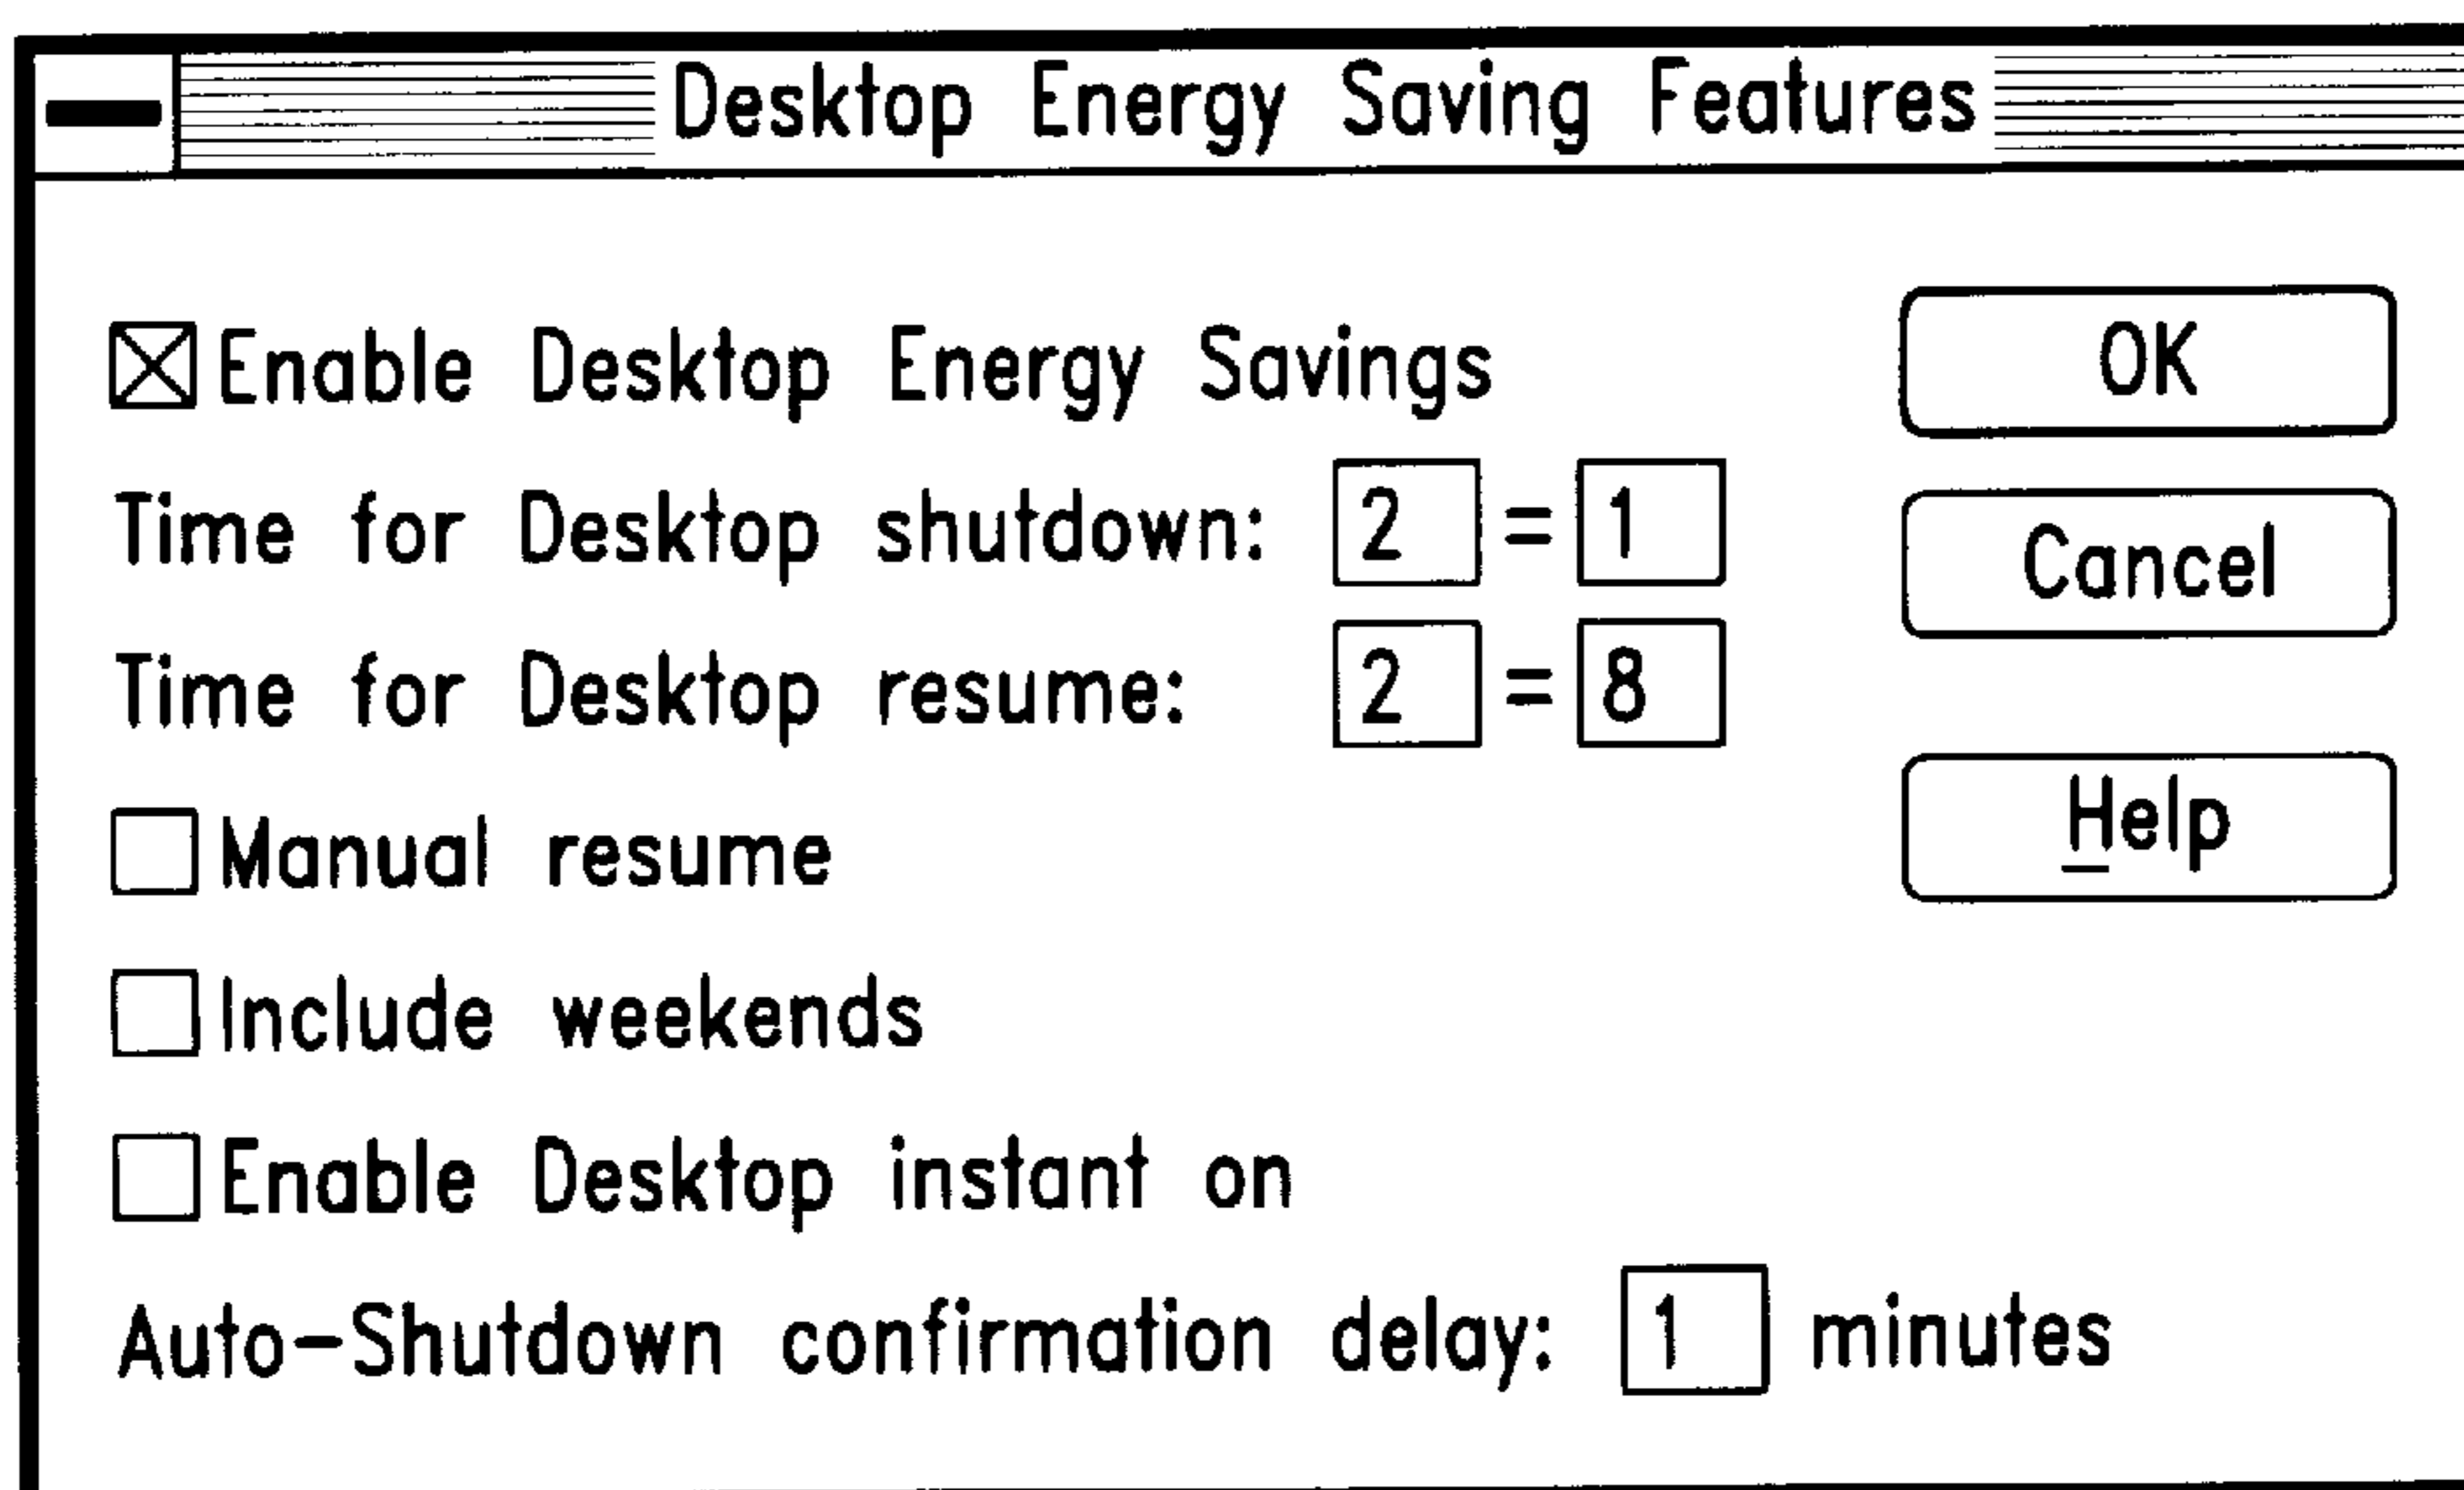 Desktop Energy Saving Features
Enable Desktop Energy Savings
OK
Time for Desktop shutdown: 2 = 1
Cancel
Time for Desktop resume: 2 = 8
Help
Manual resume
Include weekends
Enable Desktop instant on
Auto-Shutdown confirmation delay: 1 minutes